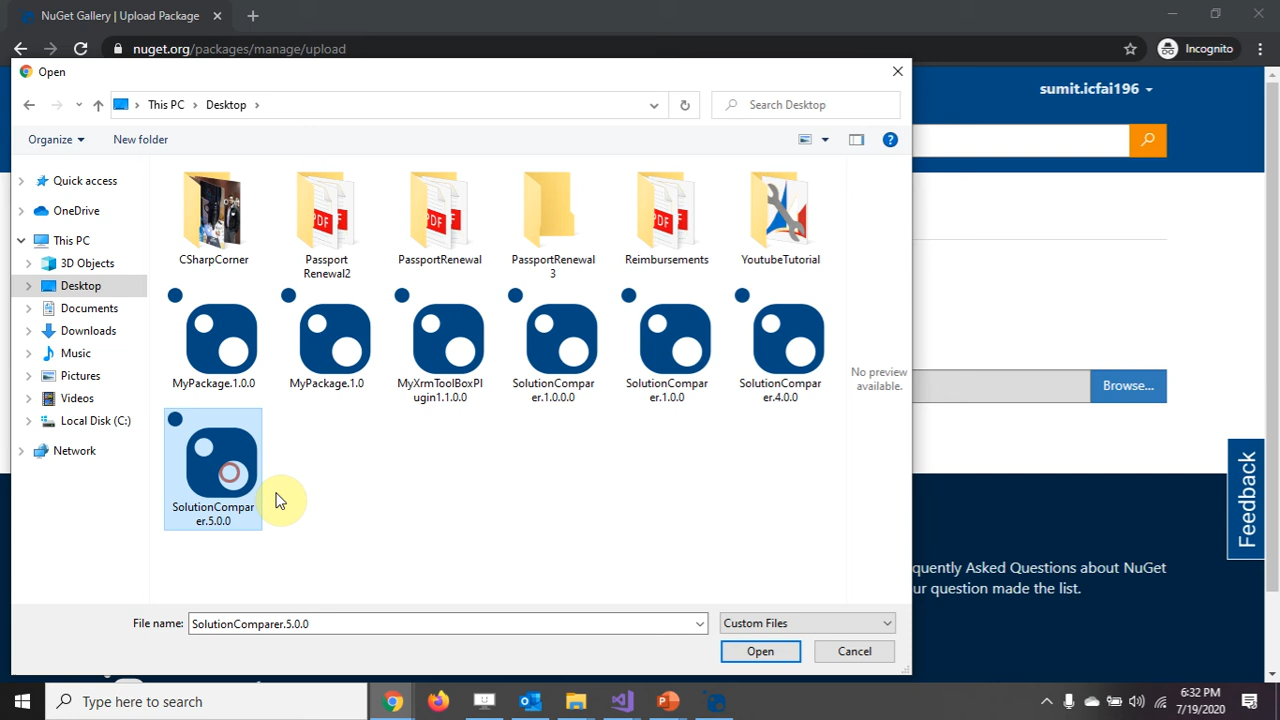 NuGet Gallery | Upload Package
nuget.org/packages/manage/upload
Incognito
Open
This PC
Desktop
Search Desktop
Organize
New folder
sumit.icfai196
Quick access
OneDrive
This PC
3D Objects
Desktop
Documents
Downloads
Music
Pictures
Videos
Local Disk (C:)
Network
CSharpCorner
Passport
Renewal2
PassportRenewal
PassportRenewal
3
Reimbursements
YoutubeTutorial
PDF
PDF
PDF
MyPackage.1.0.0
MyPackage.1.0
MyXrmToolBoxPl
ugin1.1.0.0
SolutionCompar
er.1.0.0.0
SolutionCompar
er.1.0.0
SolutionCompar
er.4.0.0
SolutionCompar
er.5.0.0
No preview
available.
Browse...
Feedback
quently Asked Questions about NuGet
ur question made the list.
File name:
SolutionComparer.5.0.0
Custom Files
Open
Cancel
Type here to search
6:32 PM
7/19/2020